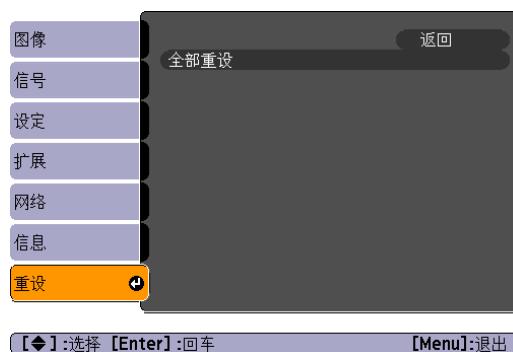 图像
信号
设定
扩展
网络
信息
重设
返回
全部重设
[◆]:选择 [Enter]:回车 [Menu]:退出